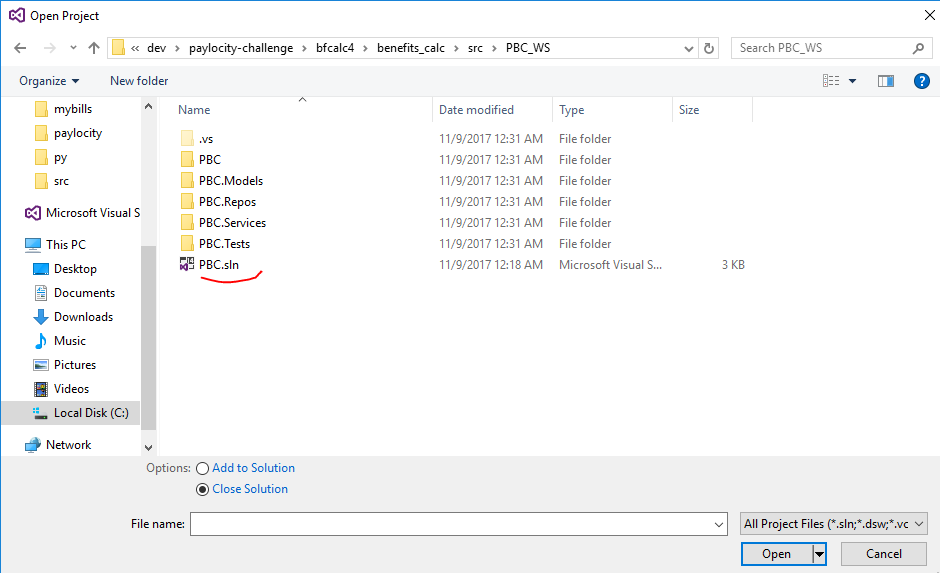 Open Project
« dev › paylocity-challenge › bfcalc4 › benefits_calc › src › PBC_WS
Search PBC_WS
Organize
New folder
mybills
paylocity
py
src
Microsoft Visual S
This PC
Desktop
Documents
Downloads
Music
Pictures
Videos
Local Disk (C:)
Network
Name Date modified Type Size
.vs 11/9/2017 12:31 AM File folder
PBC 11/9/2017 12:31 AM File folder
PBC.Models 11/9/2017 12:31 AM File folder
PBC.Repos 11/9/2017 12:31 AM File folder
PBC.Services 11/9/2017 12:31 AM File folder
PBC.Tests 11/9/2017 12:31 AM File folder
PBC.sln 11/9/2017 12:18 AM Microsoft Visual S... 3 KB
Options: Add to Solution
Close Solution
File name:
All Project Files (*.sln;*.dsw;*.vc
Open
Cancel